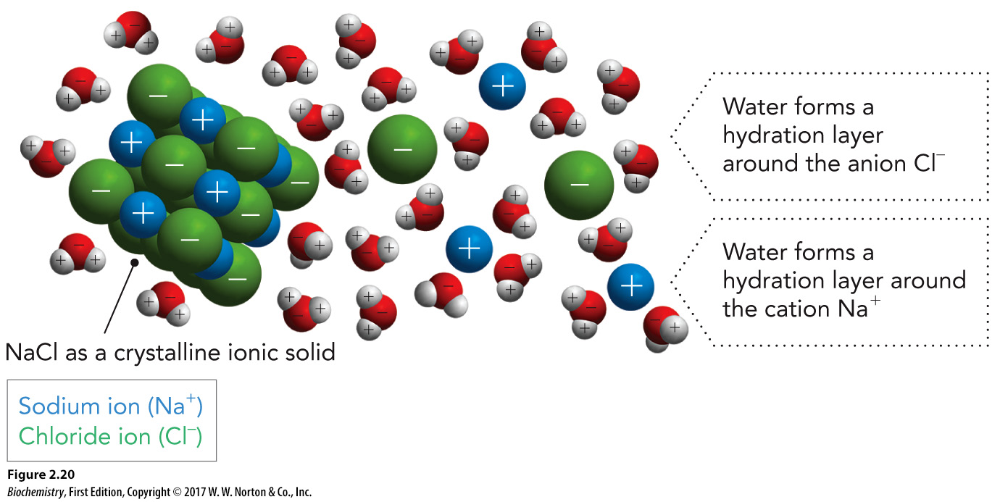 Water forms a
hydration layer
around the anion Cl⁻
Water forms a
hydration layer around
the cation Na⁺
NaCl as a crystalline ionic solid
Sodium ion (Na⁺)
Chloride ion (Cl⁻)
Figure 2.20
Biochemistry, First Edition, Copyright © 2017 W. W. Norton & Co., Inc.